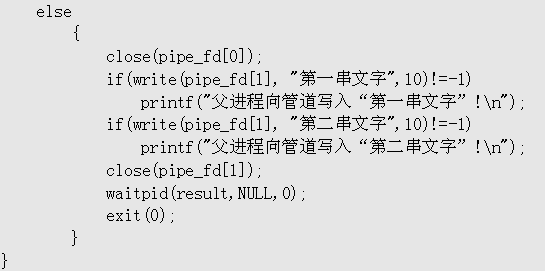 else
{
close(pipe_fd[0]);
if(write(pipe_fd[1], "第一串文字",10)!=-1)
printf("父进程向管道写入“第一串文字”!\n");
if(write(pipe_fd[1], "第二串文字",10)!=-1)
printf("父进程向管道写入“第二串文字”!\n");
close(pipe_fd[1]);
waitpid(result,NULL,0);
exit(0);
}
}